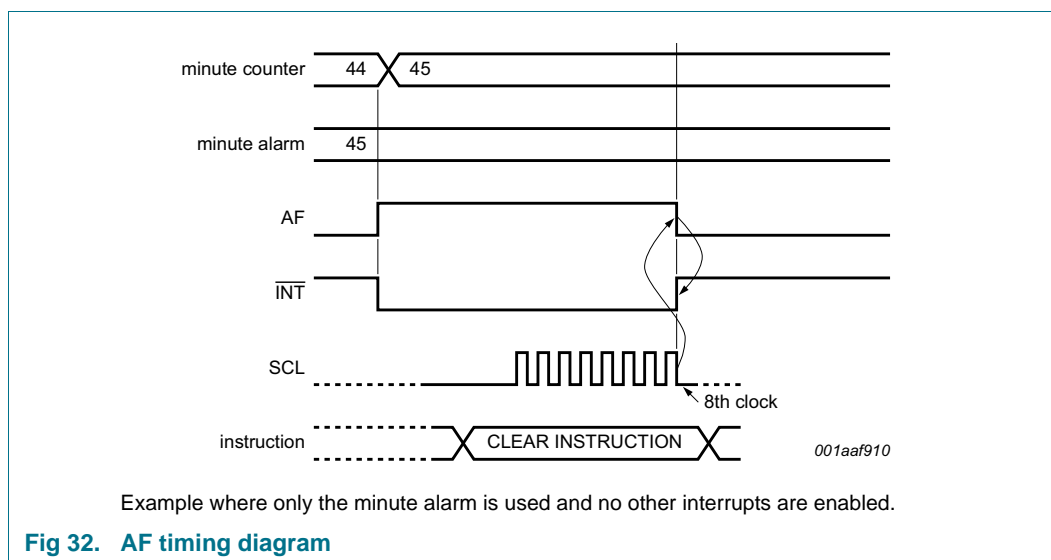 minute counter 44 45
minute alarm 45
AF
INT
SCL
8th clock
instruction CLEAR INSTRUCTION
001aaf910
Example where only the minute alarm is used and no other interrupts are enabled.
Fig 32. AF timing diagram